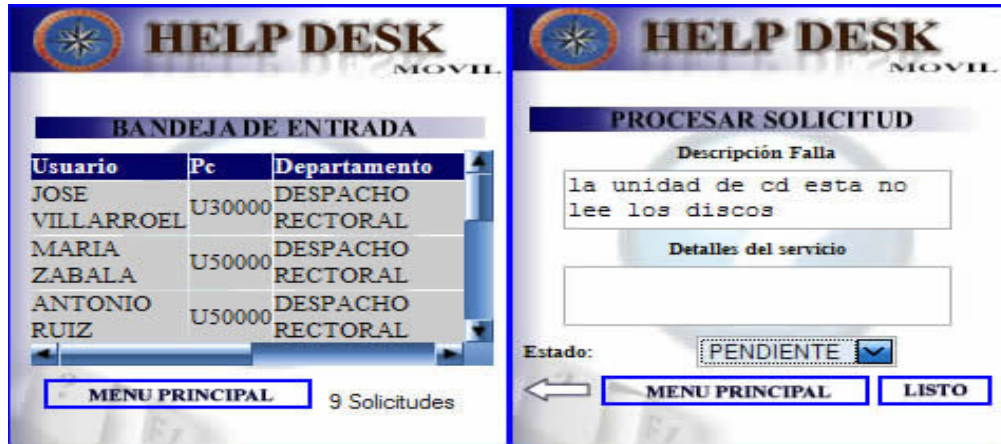 HELP DESK
MOVIL
BANDEJA DE ENTRADA
Usuario Pc Departamento
JOSE VILLARROEL U30000 DESPACHO RECTORAL
MARIA ZABALA U50000 DESPACHO RECTORAL
ANTONIO RUIZ U50000 DESPACHO RECTORAL
MENU PRINCIPAL 9 Solicitudes
HELP DESK
MOVIL
PROCESAR SOLICITUD
Descripción Falla
la unidad de cd esta no
lee los discos
Detalles del servicio
Estado: PENDIENTE
MENU PRINCIPAL LISTO